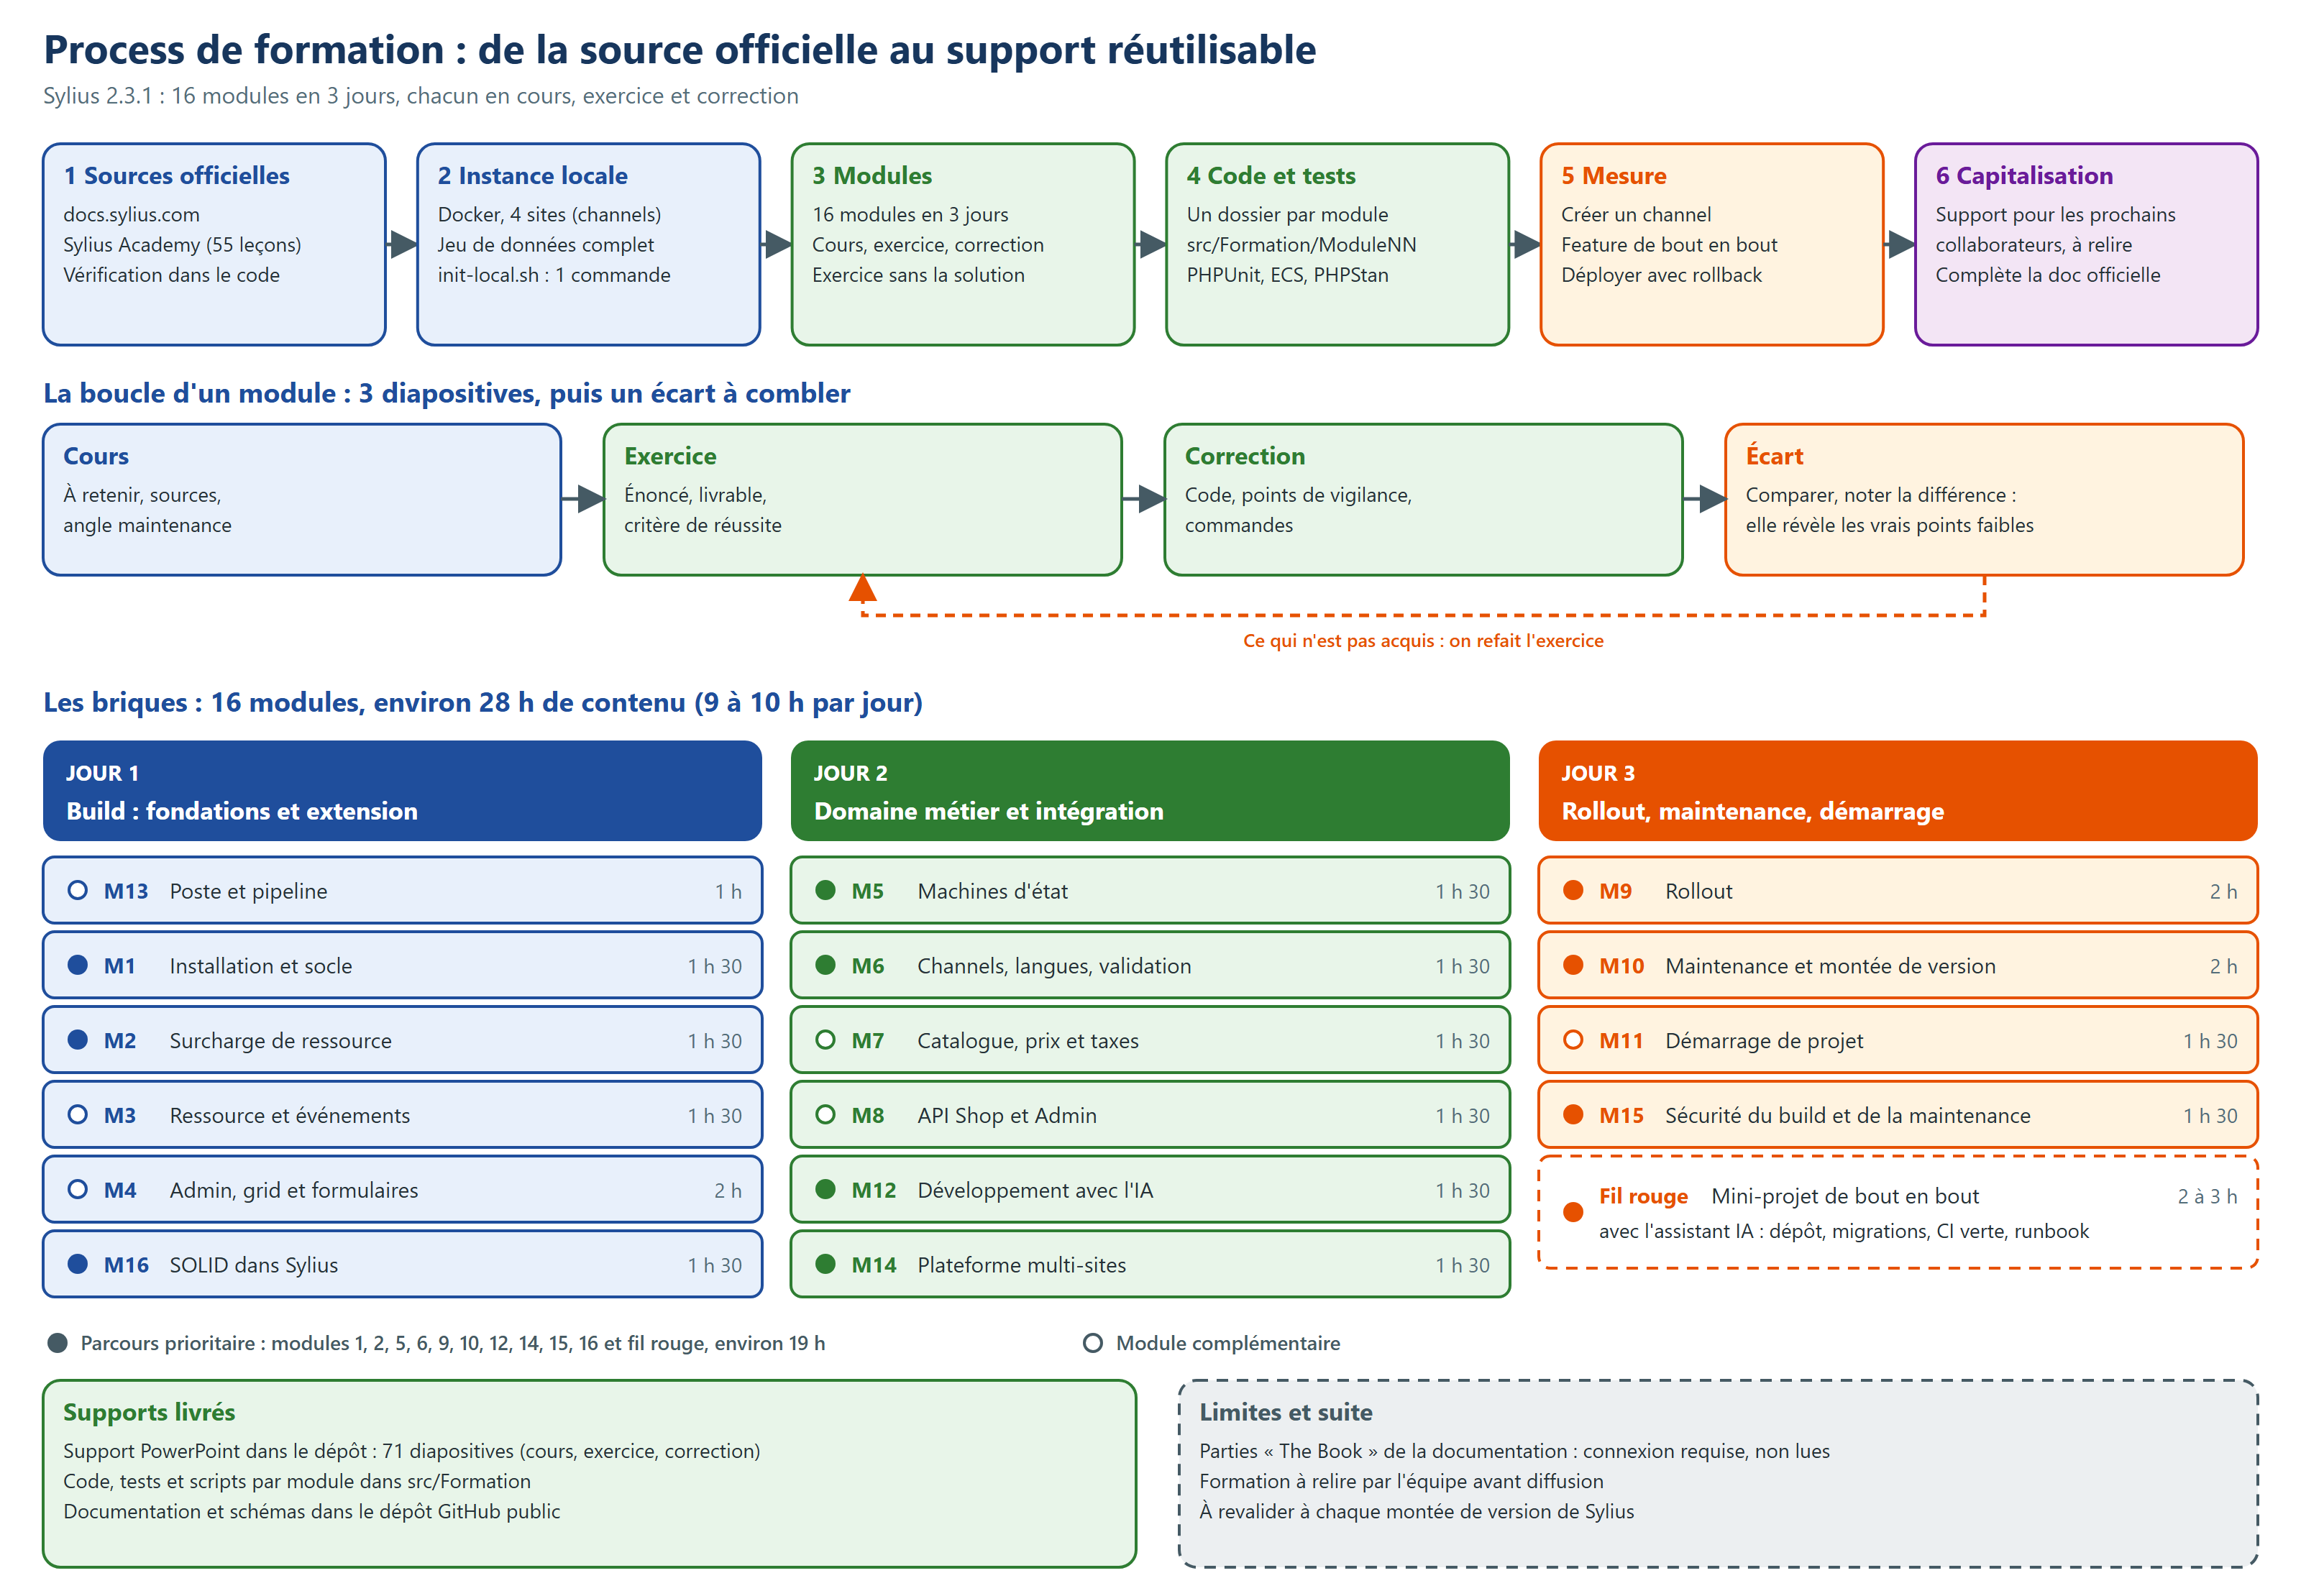 Process de formation : de la source officielle au support réutilisable
Sylius 2.3.1 : 16 modules en 3 jours, chacun en cours, exercice et correction
1 Sources officielles
docs.sylius.com
Sylius Academy (55 leçons)
Vérification dans le code
2 Instance locale
Docker, 4 sites (channels)
Jeu de données complet
init-local.sh : 1 commande
3 Modules
16 modules en 3 jours
Cours, exercice, correction
Exercice sans la solution
4 Code et tests
Un dossier par module
src/Formation/ModuleNN
PHPUnit, ECS, PHPStan
5 Mesure
Créer un channel
Feature de bout en bout
Déployer avec rollback
6 Capitalisation
Support pour les prochains
collaborateurs, à relire
Complète la doc officielle
La boucle d'un module : 3 diapositives, puis un écart à combler
Cours
À retenir, sources,
angle maintenance
Exercice
Énoncé, livrable,
critère de réussite
Correction
Code, points de vigilance,
commandes
Écart
Comparer, noter la différence :
elle révèle les vrais points faibles
Ce qui n'est pas acquis : on refait l'exercice
Les briques : 16 modules, environ 28 h de contenu (9 à 10 h par jour)
JOUR 1
Build : fondations et extension
M13 Poste et pipeline 1 h
M1 Installation et socle 1 h 30
M2 Surcharge de ressource 1 h 30
M3 Ressource et événements 1 h 30
M4 Admin, grid et formulaires 2 h
M16 SOLID dans Sylius 1 h 30
JOUR 2
Domaine métier et intégration
M5 Machines d'état 1 h 30
M6 Channels, langues, validation 1 h 30
M7 Catalogue, prix et taxes 1 h 30
M8 API Shop et Admin 1 h 30
M12 Développement avec l'IA 1 h 30
M14 Plateforme multi-sites 1 h 30
JOUR 3
Rollout, maintenance, démarrage
M9 Rollout 2 h
M10 Maintenance et montée de version 2 h
M11 Démarrage de projet 1 h 30
M15 Sécurité du build et de la maintenance 1 h 30
Fil rouge Mini-projet de bout en bout 2 à 3 h
avec l'assistant IA : dépôt, migrations, CI verte, runbook
Parcours prioritaire : modules 1, 2, 5, 6, 9, 10, 12, 14, 15, 16 et fil rouge, environ 19 h
Module complémentaire
Supports livrés
Support PowerPoint dans le dépôt : 71 diapositives (cours, exercice, correction)
Code, tests et scripts par module dans src/Formation
Documentation et schémas dans le dépôt GitHub public
Limites et suite
Parties « The Book » de la documentation : connexion requise, non lues
Formation à relire par l'équipe avant diffusion
À revalider à chaque montée de version de Sylius